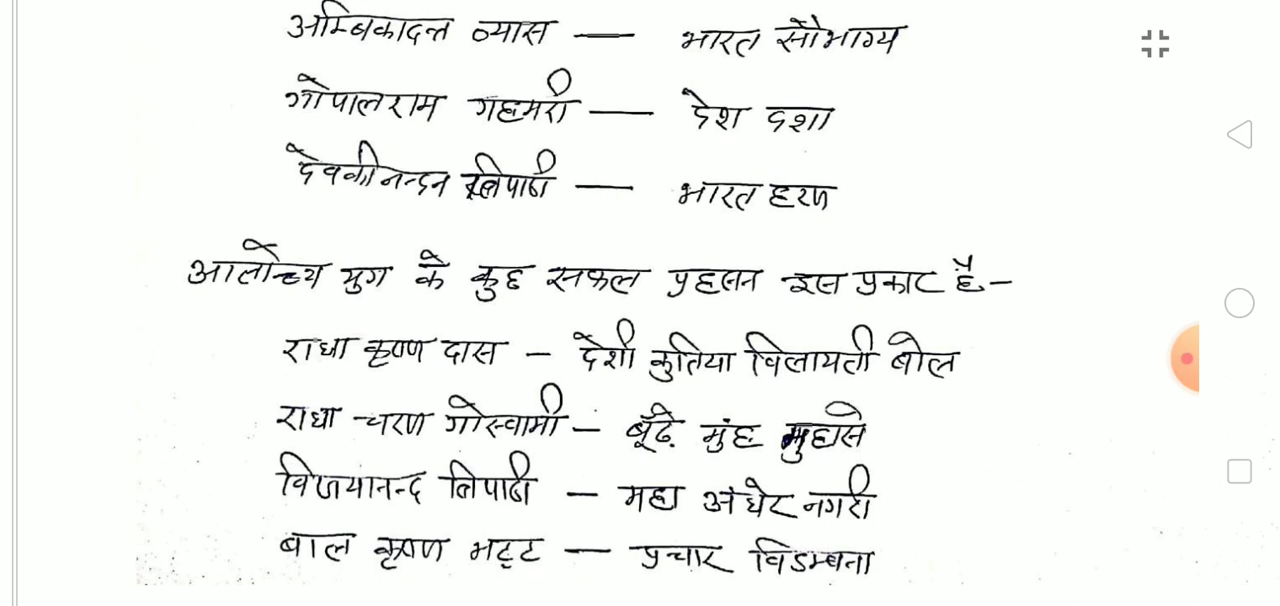 अम्बिकादत्त व्यास — भारत सौभाग्य
गोपालराम गहमरी — देश दशा
देवकीनन्दन त्रिपाठी — भारत हरण
आलोच्य युग के कुछ सफल प्रहसन इस प्रकार है -
राधा कृष्ण दास - देशी कुतिया विलायती बोल
राधा चरण गोस्वामी - बूँढ़े मुंह मुहासे
विजयानन्द त्रिपाठी - महा अंधेर नगरी
बाल कृष्ण भट्ट — प्रचार विडम्बना